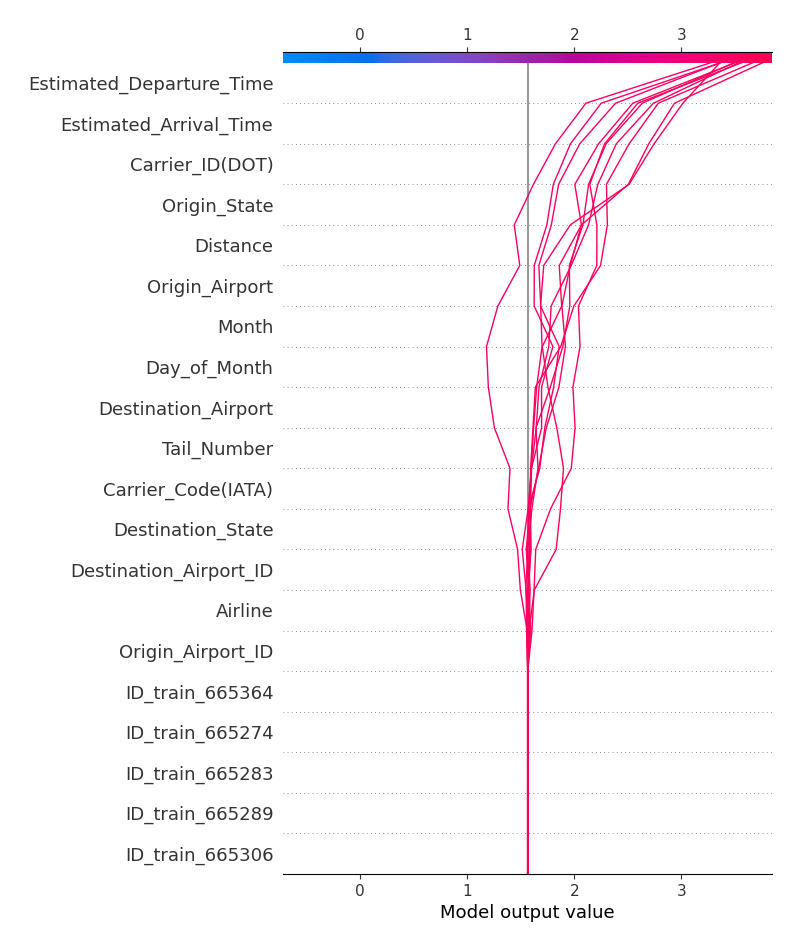 0 1 2 3
Estimated_Departure_Time
Estimated_Arrival_Time
Carrier_ID(DOT)
Origin_State
Distance
Origin_Airport
Month
Day_of_Month
Destination_Airport
Tail_Number
Carrier_Code(IATA)
Destination_State
Destination_Airport_ID
Airline
Origin_Airport_ID
ID_train_665364
ID_train_665274
ID_train_665283
ID_train_665289
ID_train_665306
0 1 2 3
Model output value